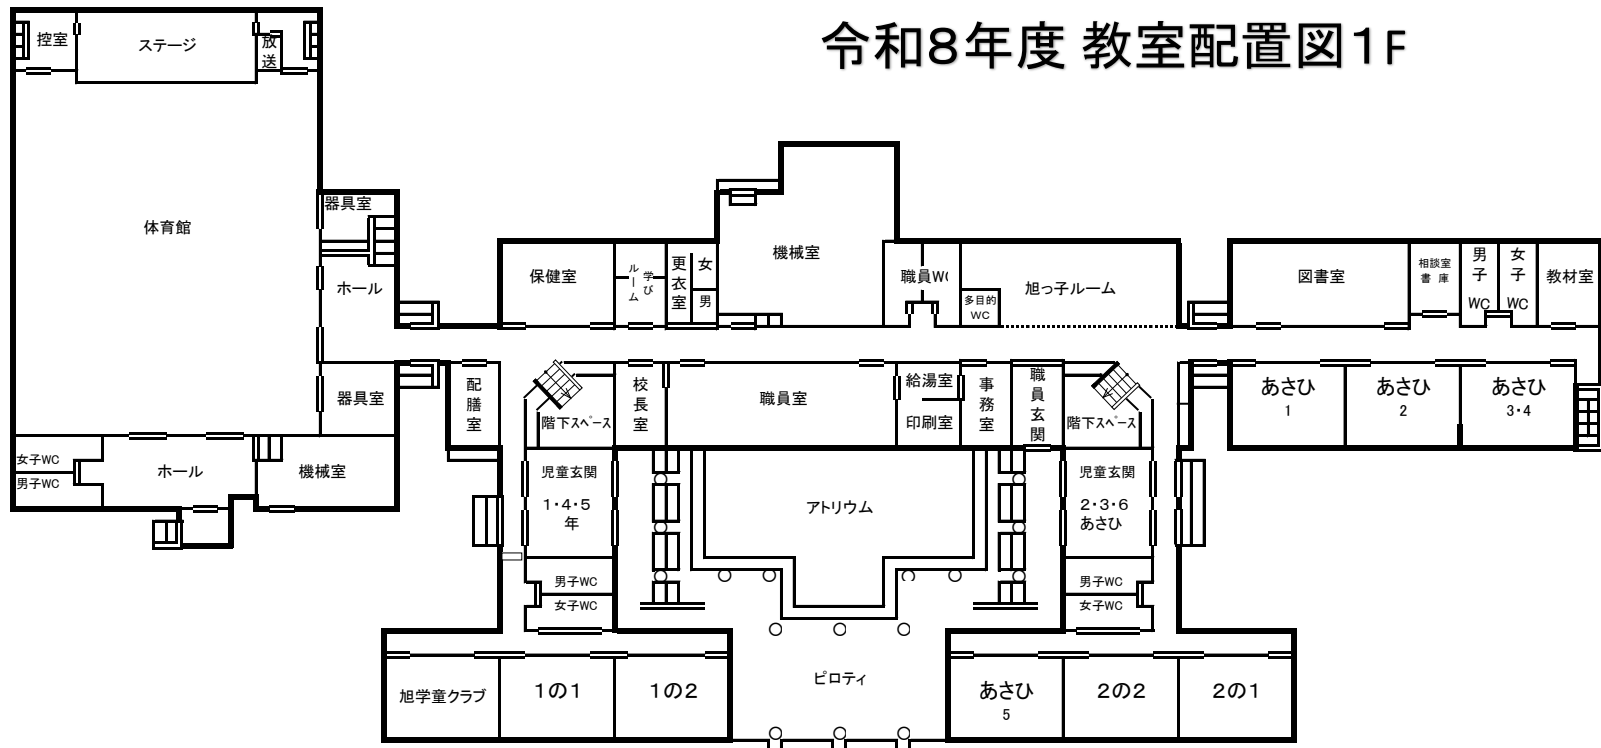 令和8年度 教室配置図1F
控室
ステージ
放送
体育館
器具室
ホール
器具室
女子WC
男子WC
ホール
機械室
保健室
学び
ルーム
更衣室
女
男
機械室
職員WC
多目的
WC
旭っ子ルーム
図書室
相談室
書庫
男子
WC
女子
WC
教材室
配膳室
階下スペース
校長室
職員室
給湯室
印刷室
事務室
職員玄関
階下スペース
あさひ
1
あさひ
2
あさひ
3・4
児童玄関
1・4・5
年
アトリウム
児童玄関
2・3・6
あさひ
男子WC
女子WC
男子WC
女子WC
旭学童クラブ
1の1
1の2
ピロティ
あさひ
5
2の2
2の1